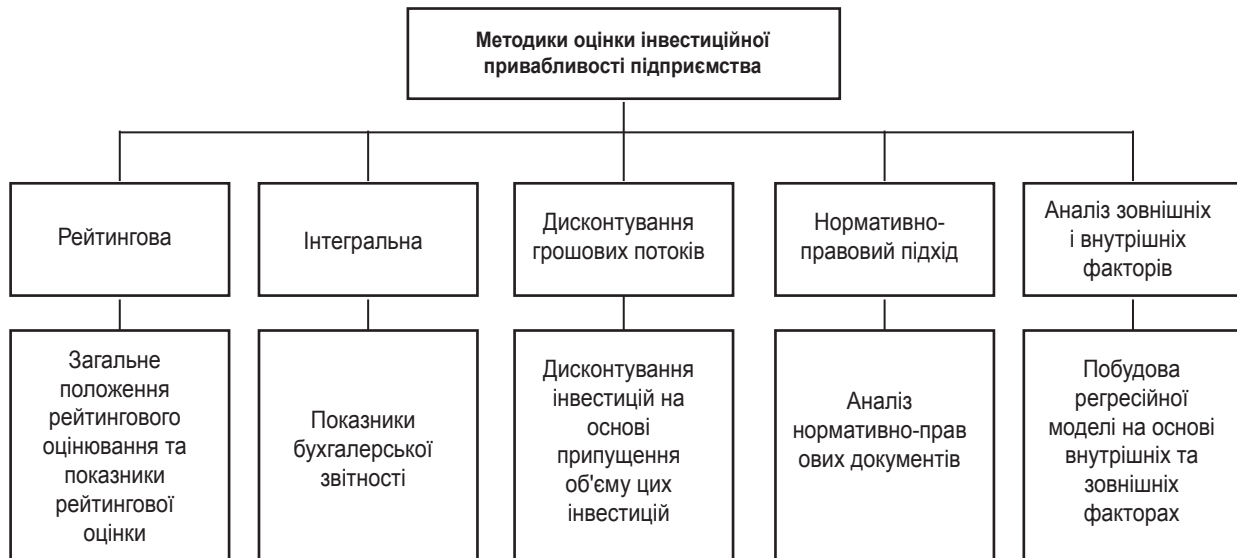 Методики оцінки інвестиційної
привабливості підприємства
Рейтингова
Інтегральна
Дисконтування
грошових потоків
Нормативно-
правовий підхід
Аналіз зовнішніх
і внутрішніх
факторів
Загальне
положення
рейтингового
оцінювання та
показники
рейтингової
оцінки
Показники
бухгалерської
звітності
Дисконтування
інвестицій на
основі
припущення
об'єму цих
інвестицій
Аналіз
нормативно-прав
ових документів
Побудова
регресійної
моделі на основі
внутрішніх та
зовнішніх
факторах